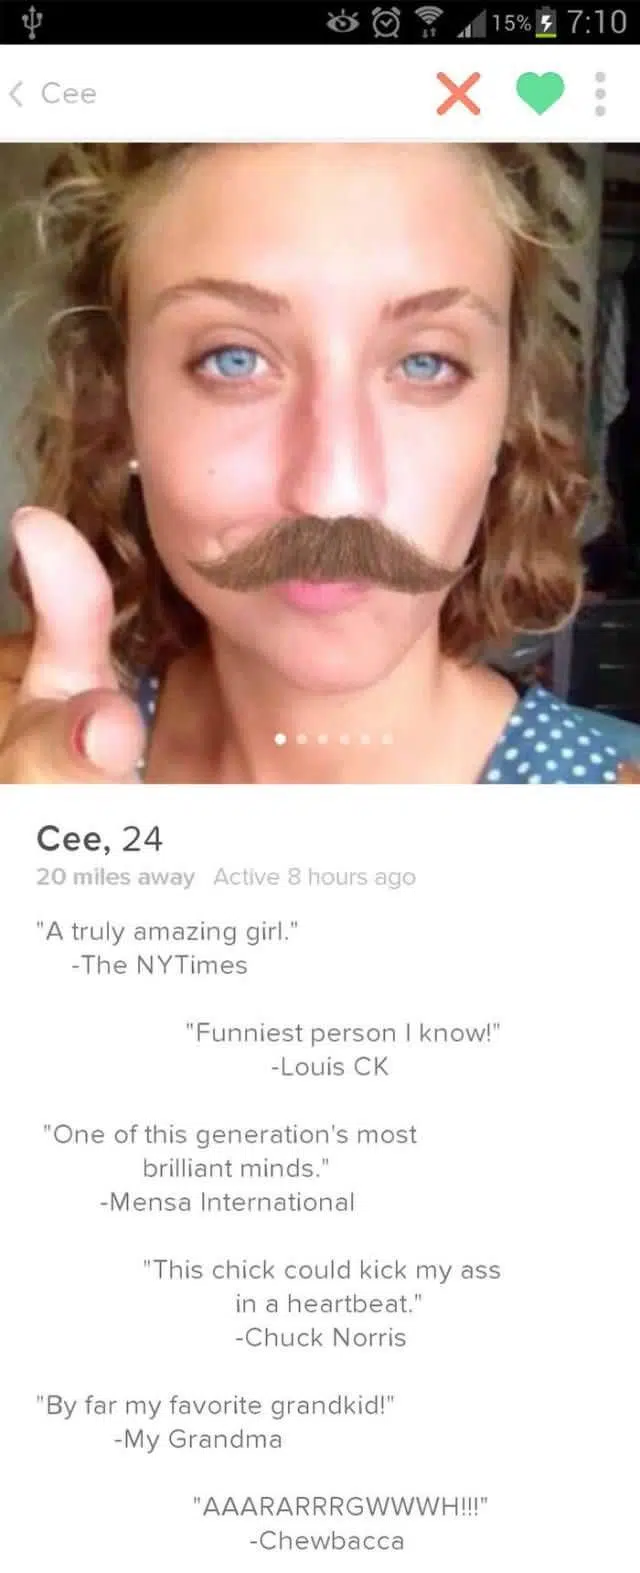 15% 7:10
Cee
Cee, 24
20 miles away Active 8 hours ago
"A truly amazing girl."
-The NYTimes
"Funniest person I know!"
-Louis CK
"One of this generation's most
brilliant minds."
-Mensa International
"This chick could kick my ass
in a heartbeat."
-Chuck Norris
"By far my favorite grandkid!"
-My Grandma
"AAARARRRGWWWH!!!"
-Chewbacca